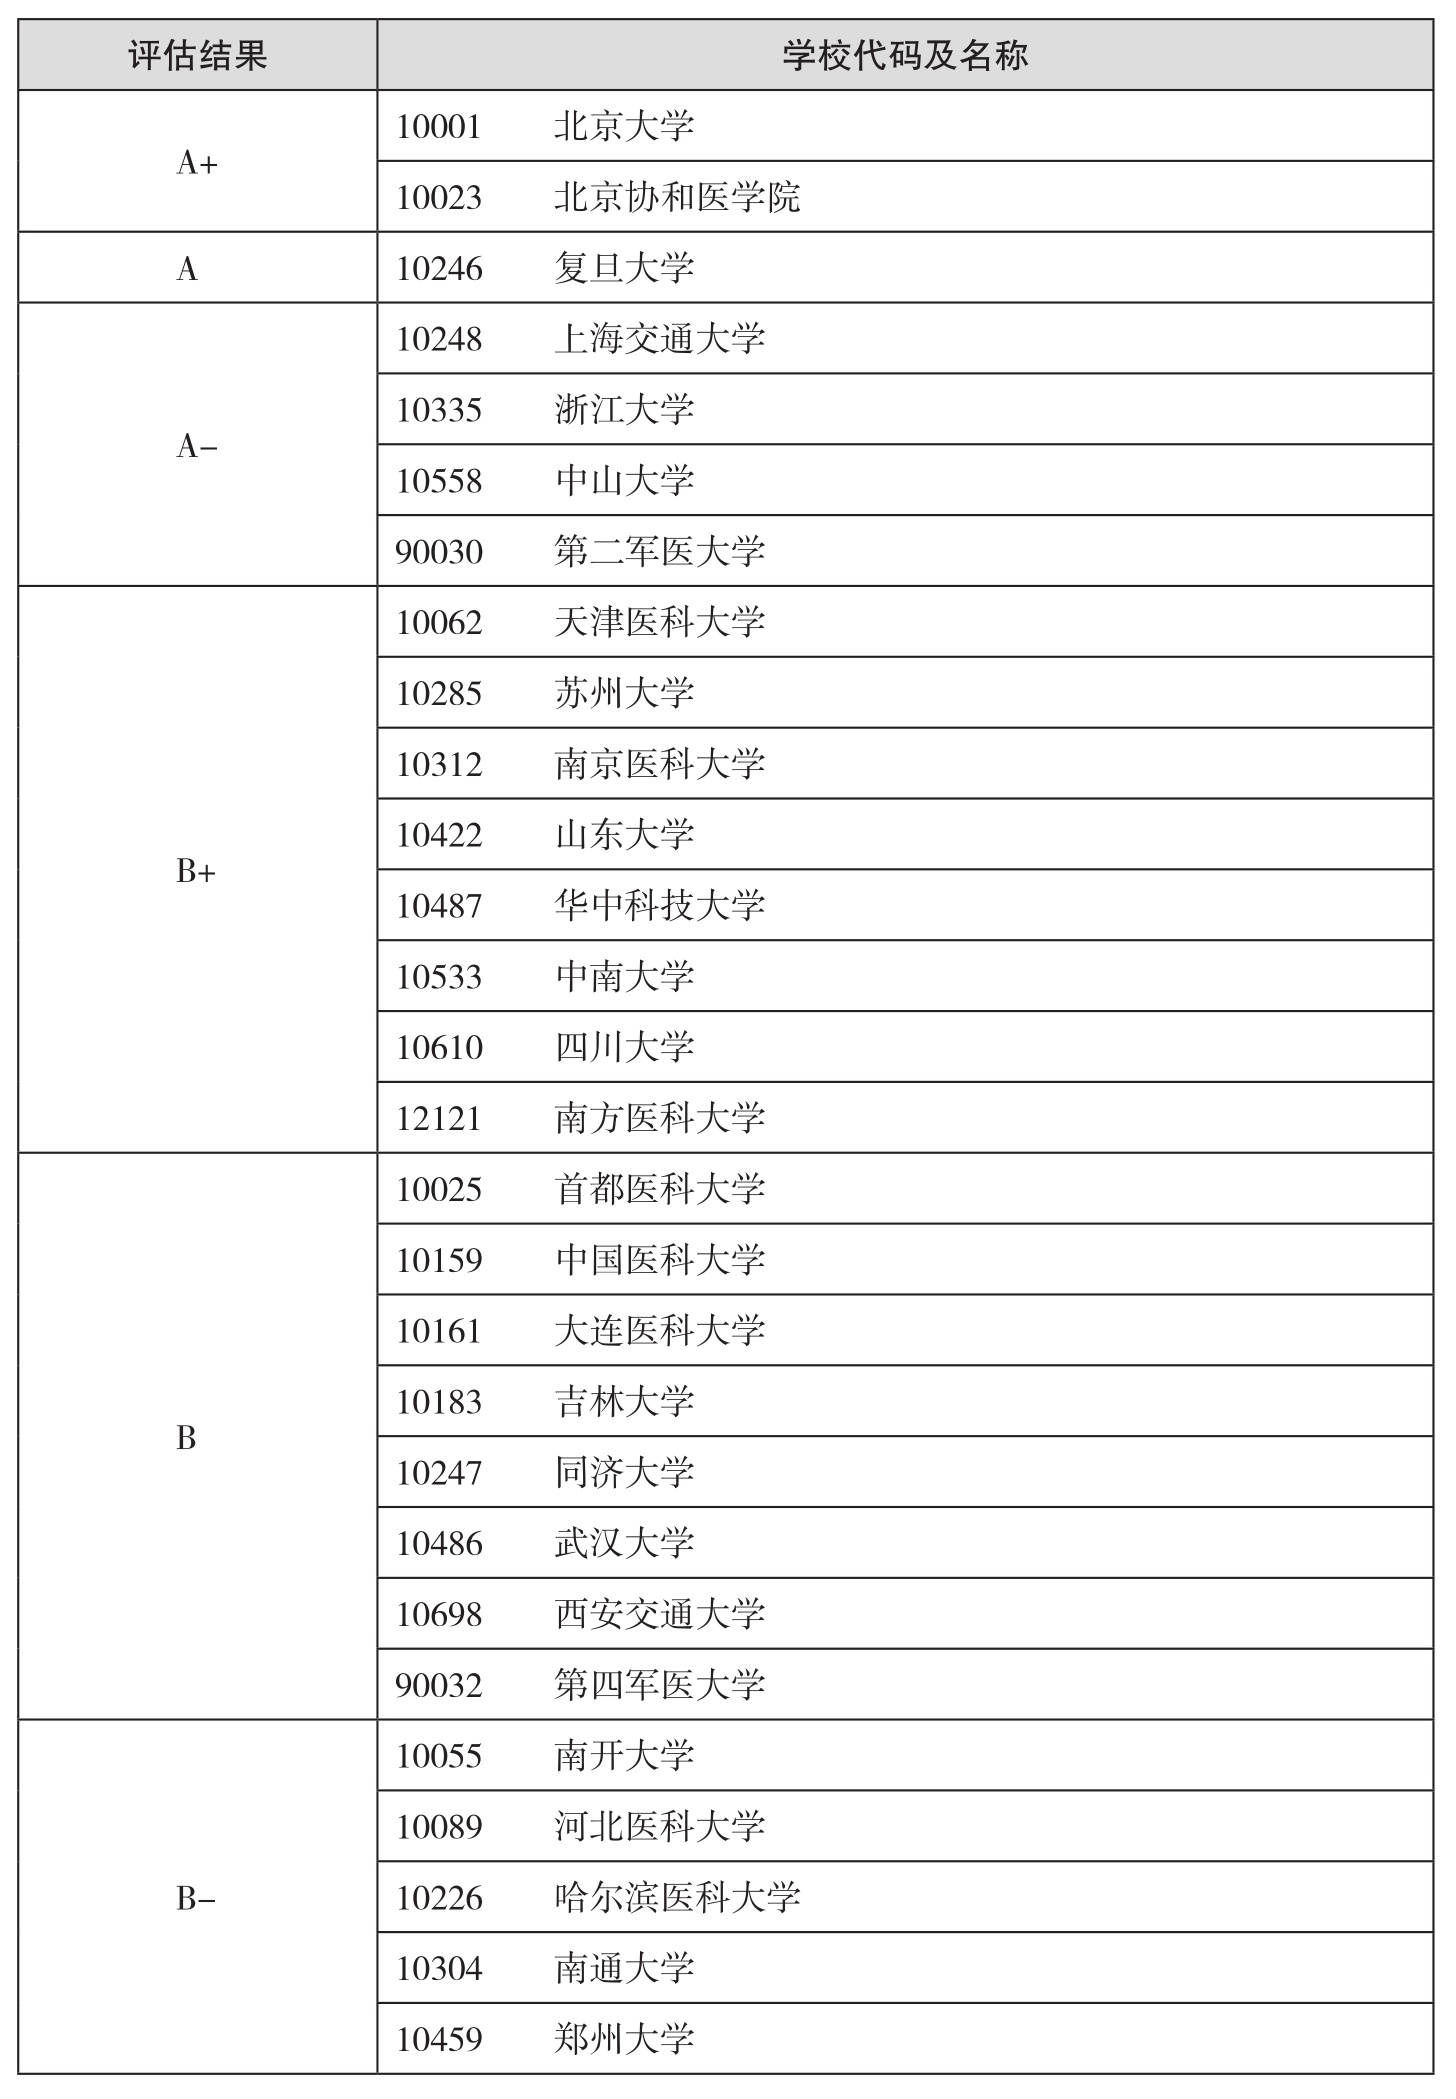 评估结果 学校代码及名称
A+
10001 北京大学
10023 北京协和医学院
A
10246 复旦大学
A-
10248 上海交通大学
10335 浙江大学
10558 中山大学
90030 第二军医大学
B+
10062 天津医科大学
10285 苏州大学
10312 南京医科大学
10422 山东大学
10487 华中科技大学
10533 中南大学
10610 四川大学
12121 南方医科大学
B
10025 首都医科大学
10159 中国医科大学
10161 大连医科大学
10183 吉林大学
10247 同济大学
10486 武汉大学
10698 西安交通大学
90032 第四军医大学
B-
10055 南开大学
10089 河北医科大学
10226 哈尔滨医科大学
10304 南通大学
10459 郑州大学